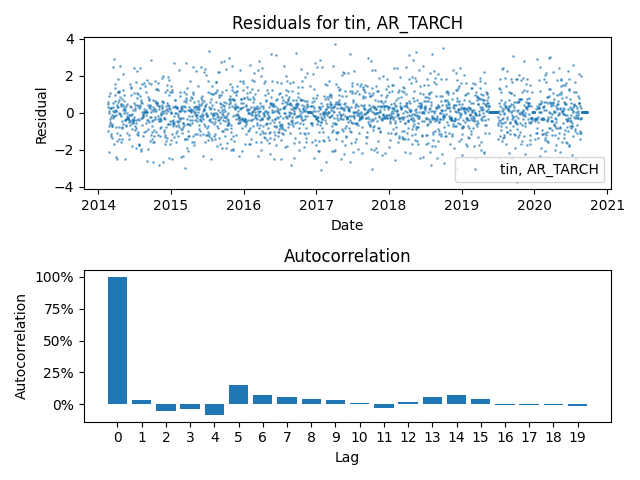 Residuals for tin, AR_TARCH
4
2
0
−2
−4
Residual
2014 2015 2016 2017 2018 2019 2020 2021
Date
tin, AR_TARCH
Autocorrelation
100%
75%
50%
25%
0%
Autocorrelation
0 1 2 3 4 5 6 7 8 9 10 11 12 13 14 15 16 17 18 19
Lag